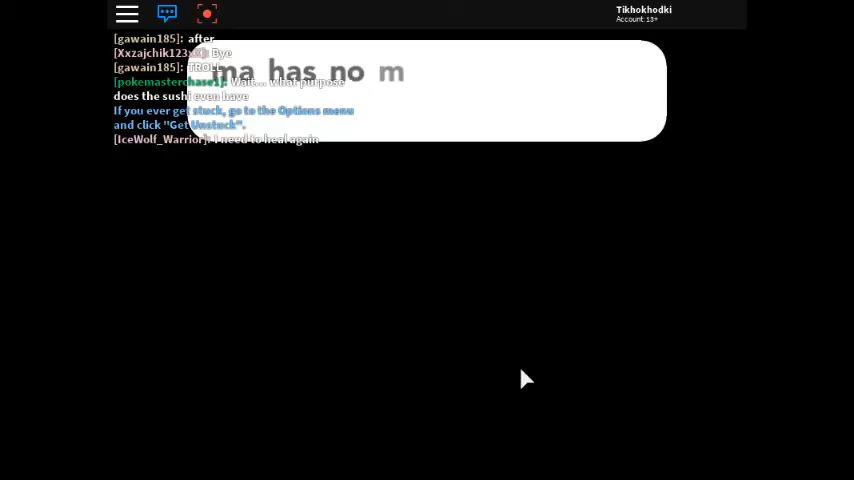 Tikhokhodki
Account: 13+
[gawain185]: after
Bye
[gawain185]: TROLL
ma has no m
[pokemasterchase1]: Wait... what purpose
does the sushi even have
If you ever get stuck, go to the Options menu
and click "Get Unstuck".
[IceWolf_Warrior]: I need to heal again